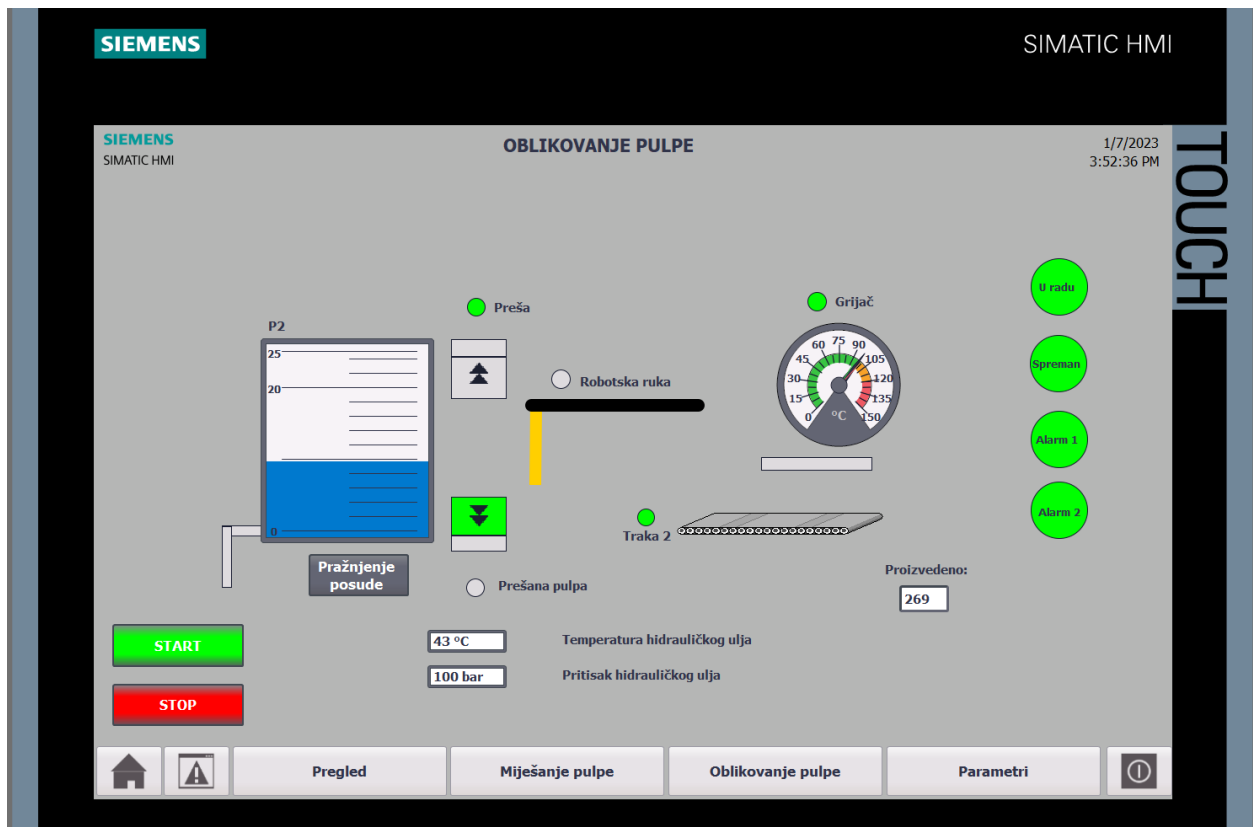 SIEMENS
SIMATIC HMI
TOUCH
SIEMENS
SIMATIC HMI
OBLIKOVANJE PULPE
1/7/2023
3:52:36 PM
U radu
Spreman
Alarm 1
Alarm 2
Preša
Grijač
P2
25
20
0
Robotska ruka
0
15
30
45
60
75
90
105
120
135
150
°C
Traka 2
Pražnjenje
posude
Prešana pulpa
Proizvedeno:
269
START
STOP
43 °C
Temperatura hidrauličkog ulja
100 bar
Pritisak hidrauličkog ulja
Pregled
Miješanje pulpe
Oblikovanje pulpe
Parametri